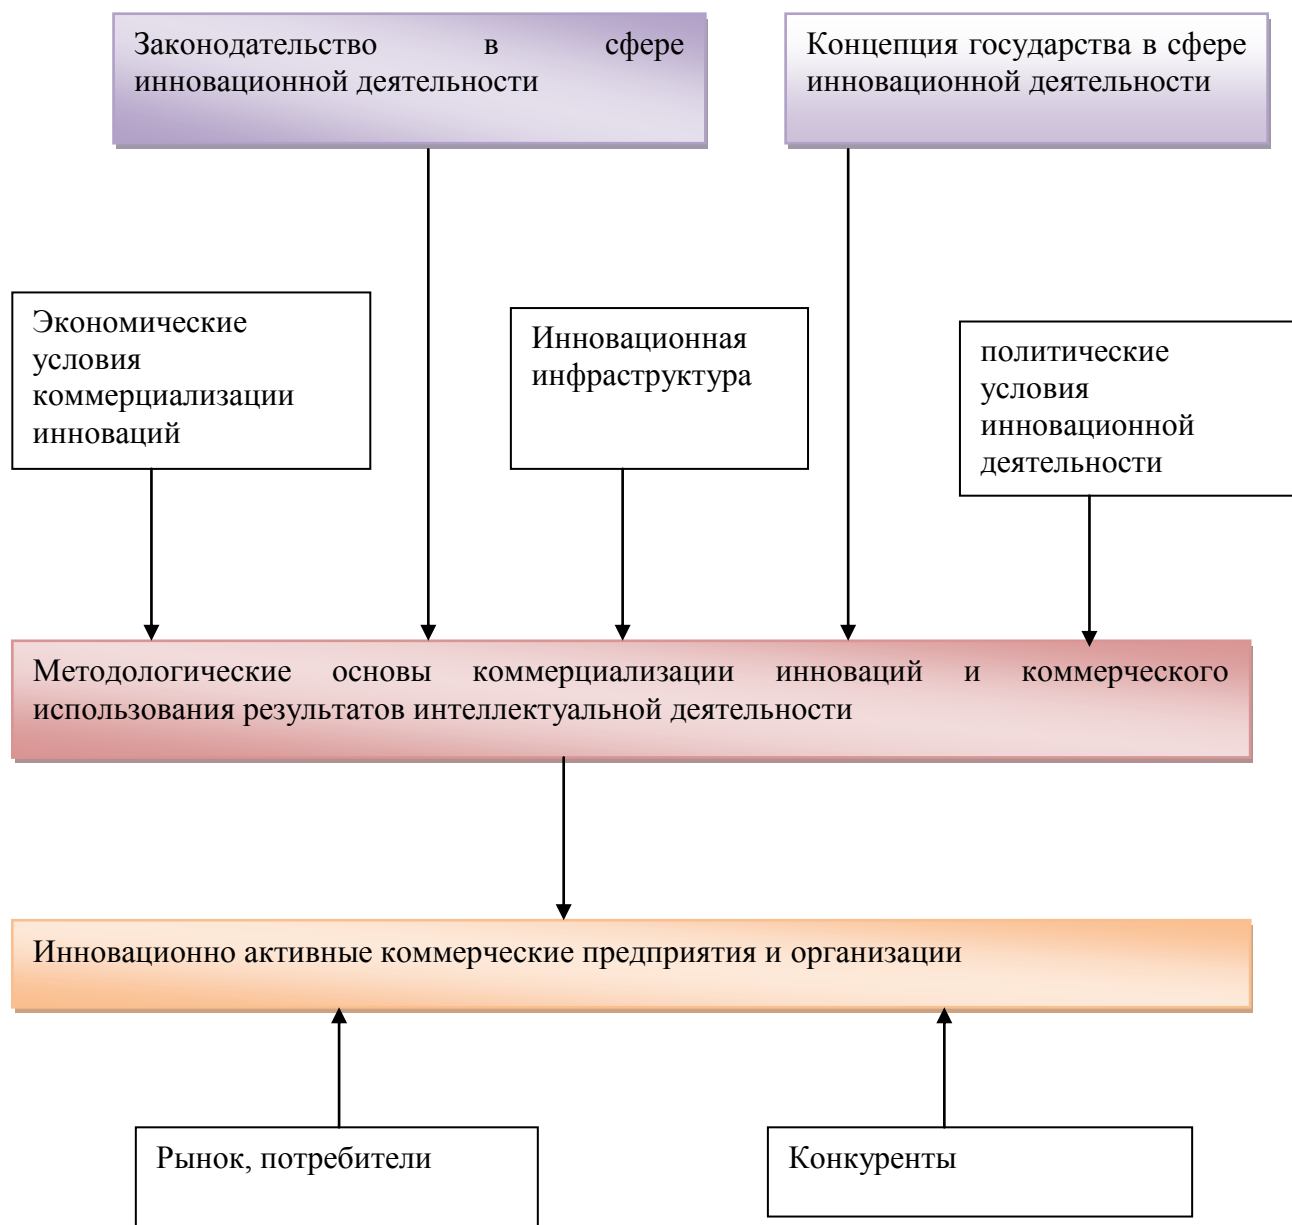 Законодательство в сфере
инновационной деятельности
Концепция государства в сфере
инновационной деятельности
Экономические
условия
коммерциализации
инноваций
Инновационная
инфраструктура
политические
условия
инновационной
деятельности
Методологические основы коммерциализации инноваций и коммерческого
использования результатов интеллектуальной деятельности
Инновационно активные коммерческие предприятия и организации
Рынок, потребители
Конкуренты